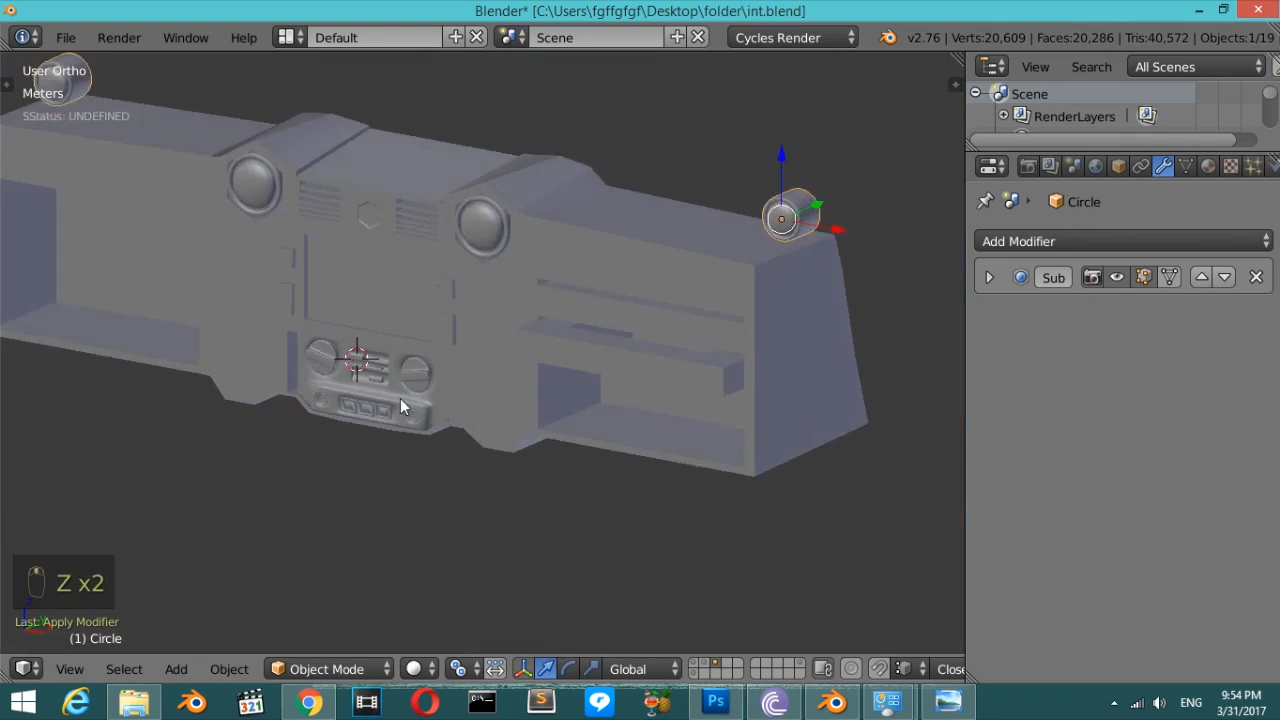 Blender* [C:\Users\fgffgfgf\Desktop\folder\int.blend]
File Render Window Help Default Scene Cycles Render v2.76 | Verts:20,609 | Faces:20,286 | Tris:40,572 | Objects:1/19
User Ortho
Meters
SStatus: UNDEFINED
View Search All Scenes
Scene
RenderLayers
Circle
Add Modifier
Sub
Z x2
Last: Apply Modifier
(1) Circle
View Select Add Object Object Mode Global Close
321 Ps ENG 9:54 PM
3/31/2017